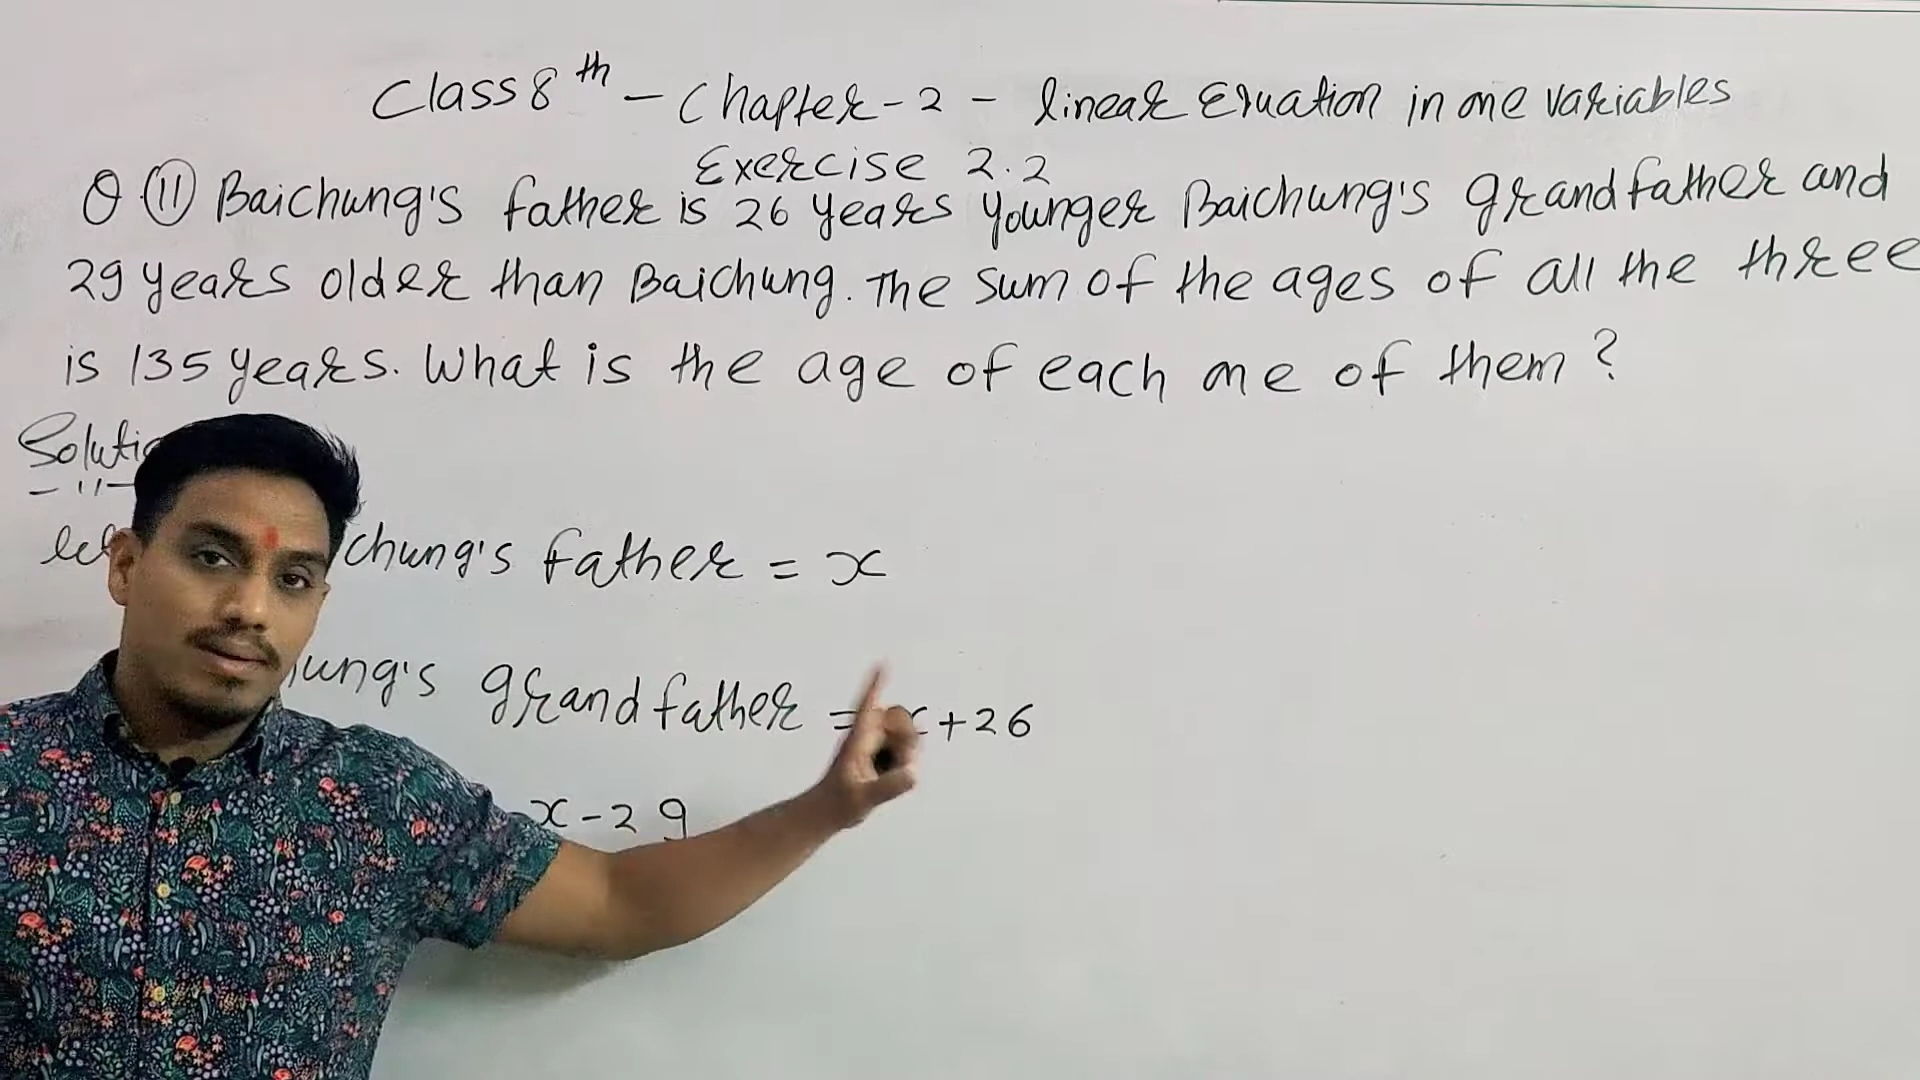 Class 8th - Chapter-2 - linear Equation in one variables
Exercise 2.2
Q (11) Baichung's father is 26 years younger Baichung's grandfather and
29 years older than Baichung. The sum of the ages of all the three
is 135 years. What is the age of each one of them ?
father = x
grandfather = x+26
x-29